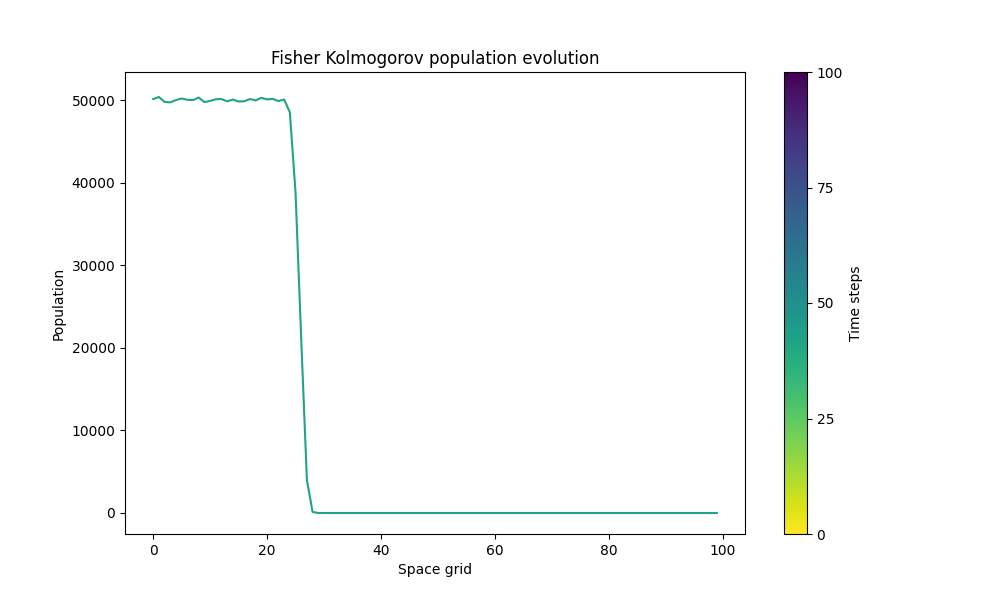 Fisher Kolmogorov population evolution
50000
40000
30000
20000
10000
0
Population
0 20 40 60 80 100
Space grid
100
75
50
25
0
Time steps